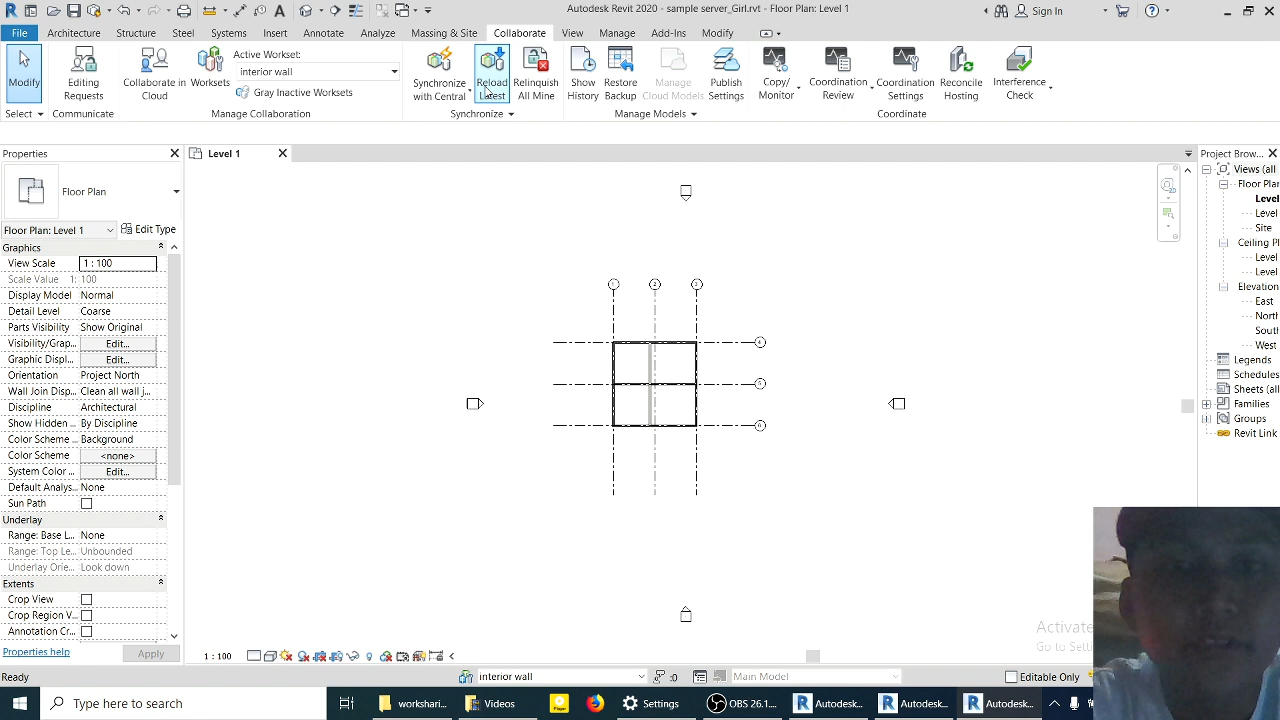 Autodesk Revit 2020 - sample server_Girl.rvt - Floor Plan: Level 1
Sign In
File Architecture Structure Steel Systems Insert Annotate Analyze Massing & Site Collaborate View Manage Add-Ins Modify
Modify
Select
Editing Requests
Communicate
Collaborate in Cloud
Worksets
Active Workset:
interior wall
Gray Inactive Worksets
Manage Collaboration
Synchronize with Central
Reload Latest
Relinquish All Mine
Synchronize
Show History
Restore Backup
Manage Cloud Models
Publish Settings
Manage Models
Copy/ Monitor
Coordination Review
Coordination Settings
Reconcile Hosting
Interference Check
Coordinate
Properties
Floor Plan
Floor Plan: Level 1
Edit Type
Graphics
View Scale 1 : 100
Scale Value 1: 100
Display Model Normal
Detail Level Coarse
Parts Visibility Show Original
Visibility/Grap... Edit...
Graphic Displ... Edit...
Orientation Project North
Wall Join Disp... Clean all wall j...
Discipline Architectural
Show Hidden ... By Discipline
Color Scheme ... Background
Color Scheme <none>
System Color ... Edit...
Default Analys... None
Sun Path
Underlay
Range: Base L... None
Range: Top Le... Unbounded
Underlay Orie... Look down
Extents
Crop View
Crop Region V...
Annotation Cr...
Properties help
Apply
Level 1
1 2 3
4
5
6
1 : 100
Project Brow...
Views (all
Floor Plan
Level
Level
Site
Ceiling Pl
Level
Level
Elevation
East
North
South
West
Legends
Schedules
Sheets (all
Families
Groups
Revit Link
Activate
Go to Setti
Ready
interior wall
:0
Main Model
Editable Only
Type here to search
workshari...
Videos
Settings
OBS 26.1...
Autodesk...
Autodesk...
Autodesk...